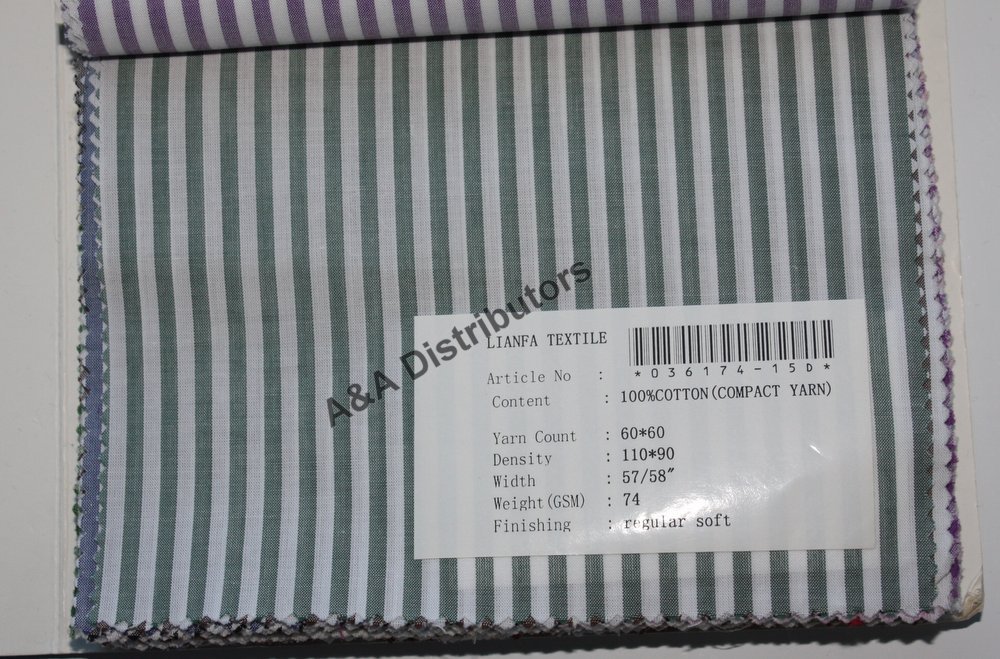 LIANFA TEXTILE
*036174-15D*
Article No :
Content : 100%COTTON(COMPACT YARN)
Yarn Count : 60*60
Density : 110*90
Width : 57/58"
Weight(GSM) : 74
Finishing : regular soft
A&A Distributors